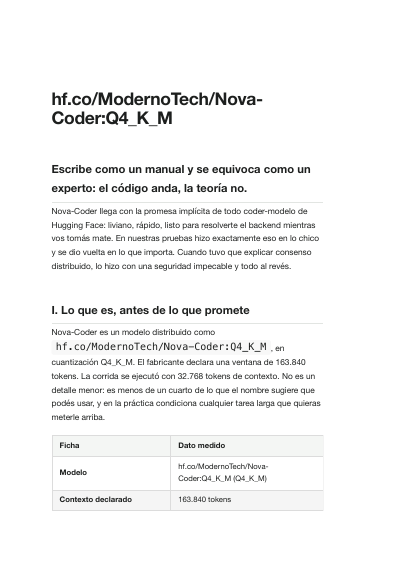 hf.co/ModernoTech/Nova-
Coder:Q4_K_M
Escribe como un manual y se equivoca como un
experto: el código anda, la teoría no.
Nova-Coder llega con la promesa implícita de todo coder-modelo de
Hugging Face: liviano, rápido, listo para resolverte el backend mientras
vos tomás mate. En nuestras pruebas hizo exactamente eso en lo chico
y se dio vuelta en lo que importa. Cuando tuvo que explicar consenso
distribuido, lo hizo con una seguridad impecable y todo al revés.
I. Lo que es, antes de lo que promete
Nova-Coder es un modelo distribuido como
hf.co/ModernoTech/Nova-Coder:Q4_K_M , en
cuantización Q4_K_M. El fabricante declara una ventana de 163.840
tokens. La corrida se ejecutó con 32.768 tokens de contexto. No es un
detalle menor: es menos de un cuarto de lo que el nombre sugiere que
podés usar, y en la práctica condiciona cualquier tarea larga que quieras
meterle arriba.
Ficha Dato medido
Modelo hf.co/ModernoTech/Nova-
Coder:Q4_K_M (Q4_K_M)
Contexto declarado 163.840 tokens